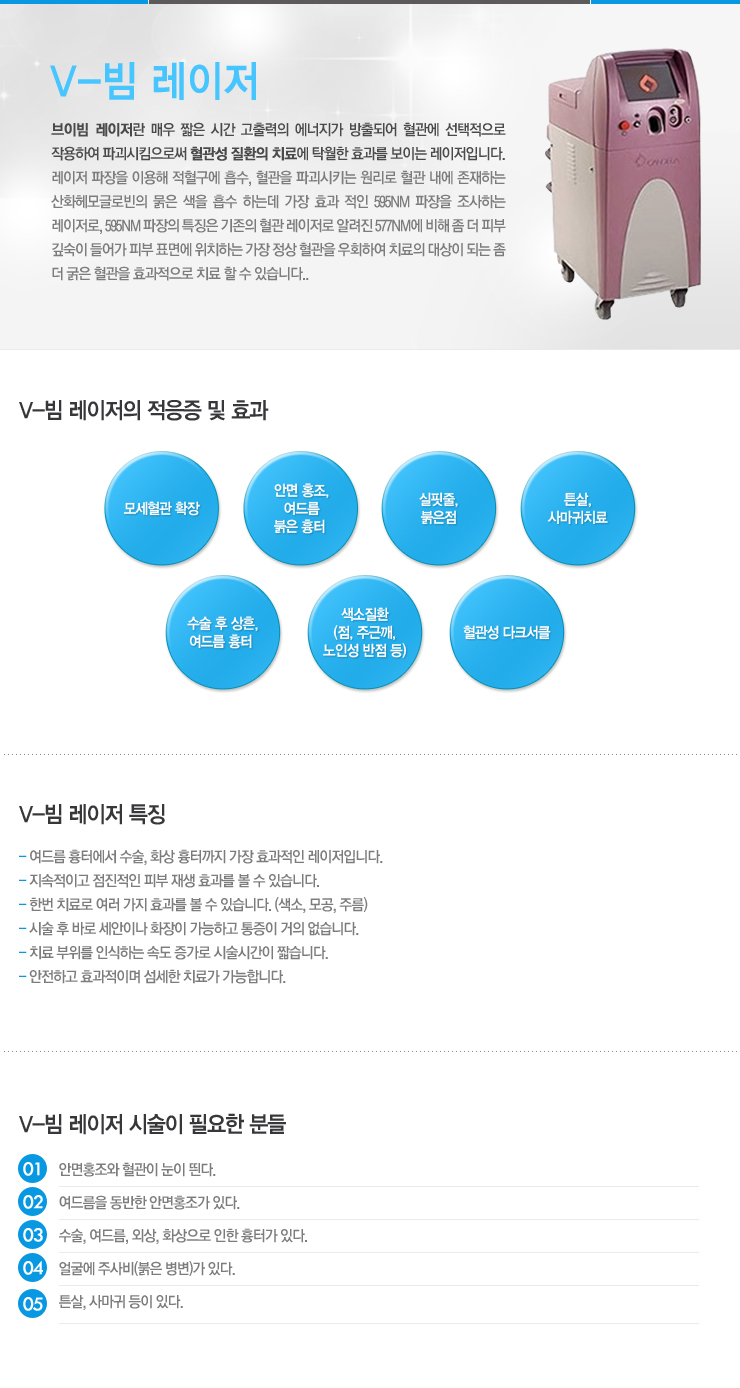 V-빔 레이저
브이빔 레이저란 매우 짧은 시간 고출력의 에너지가 방출되어 혈관에 선택적으로
작용하여 파괴시킴으로써 혈관성 질환의 치료에 탁월한 효과를 보이는 레이저입니다.
레이저 파장을 이용해 적혈구에 흡수, 혈관을 파괴시키는 원리로 혈관 내에 존재하는
산화헤모글로빈의 붉은 색을 흡수 하는데 가장 효과 적인 595NM 파장을 조사하는
레이저로, 595NM 파장의 특징은 기존의 혈관 레이저로 알려진 577NM에 비해 좀 더 피부
깊숙이 들어가 피부 표면에 위치하는 가장 정상 혈관을 우회하여 치료의 대상이 되는 좀
더 굵은 혈관을 효과적으로 치료 할 수 있습니다..
CANDELA
V-빔 레이저의 적응증 및 효과
모세혈관 확장
안면 홍조,
여드름
붉은 흉터
실핏줄,
붉은점
튼살,
사마귀치료
수술 후 상흔,
여드름 흉터
색소질환
(점, 주근깨,
노인성 반점 등)
혈관성 다크서클
V-빔 레이저 특징
- 여드름 흉터에서 수술, 화상 흉터까지 가장 효과적인 레이저입니다.
- 지속적이고 점진적인 피부 재생 효과를 볼 수 있습니다.
- 한번 치료로 여러 가지 효과를 볼 수 있습니다. (색소, 모공, 주름)
- 시술 후 바로 세안이나 화장이 가능하고 통증이 거의 없습니다.
- 치료 부위를 인식하는 속도 증가로 시술시간이 짧습니다.
- 안전하고 효과적이며 섬세한 치료가 가능합니다.
V-빔 레이저 시술이 필요한 분들
01 안면홍조와 혈관이 눈이 띈다.
02 여드름을 동반한 안면홍조가 있다.
03 수술, 여드름, 외상, 화상으로 인한 흉터가 있다.
04 얼굴에 주사비(붉은 병변)가 있다.
05 튼살, 사마귀 등이 있다.